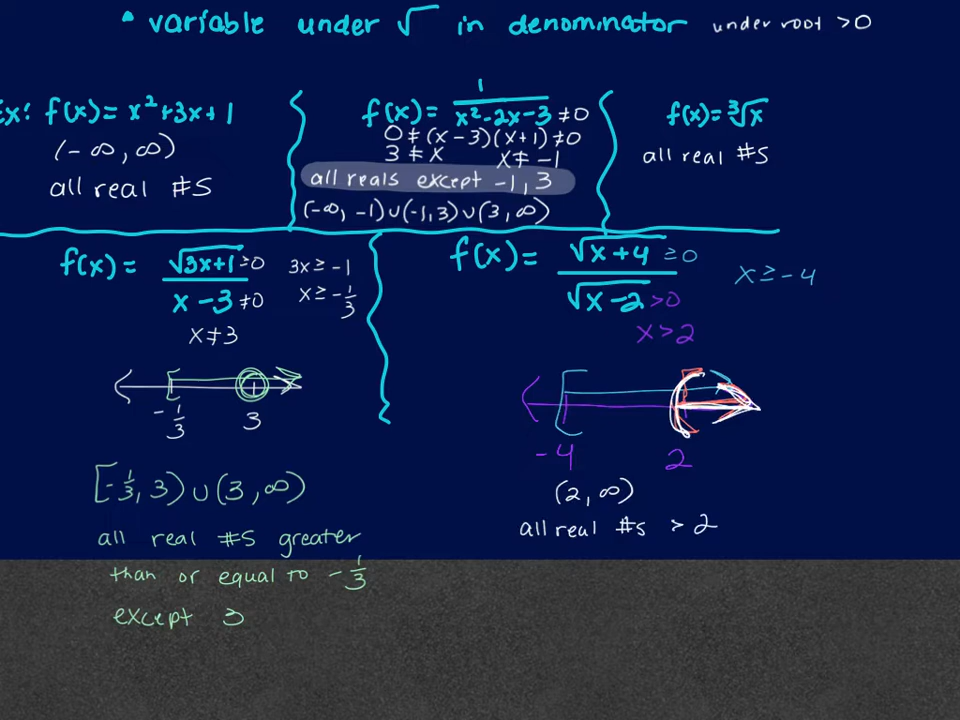 • variable under √ in denominator under root > 0
Ex: f(x) = x² + 3x + 1
(-∞, ∞)
all real #s
f(x) = 1/(x² - 2x - 3) ≠ 0
0 ≠ (x - 3)(x + 1) ≠ 0
3 ≠ x x ≠ -1
all reals except -1, 3
(-∞, -1) ∪ (-1, 3) ∪ (3, ∞)
f(x) = ∛x
all real #s
f(x) = √(3x+1) ≥ 0 / x - 3 ≠ 0
3x ≥ -1
x ≥ -1/3
x ≠ 3
-1/3 3
[-1/3, 3) ∪ (3, ∞)
all real #s greater
than or equal to -1/3
except 3
f(x) = √(x+4) ≥ 0 / √(x-2) > 0
x ≥ -4
x > 2
-4 2
(2, ∞)
all real #s > 2